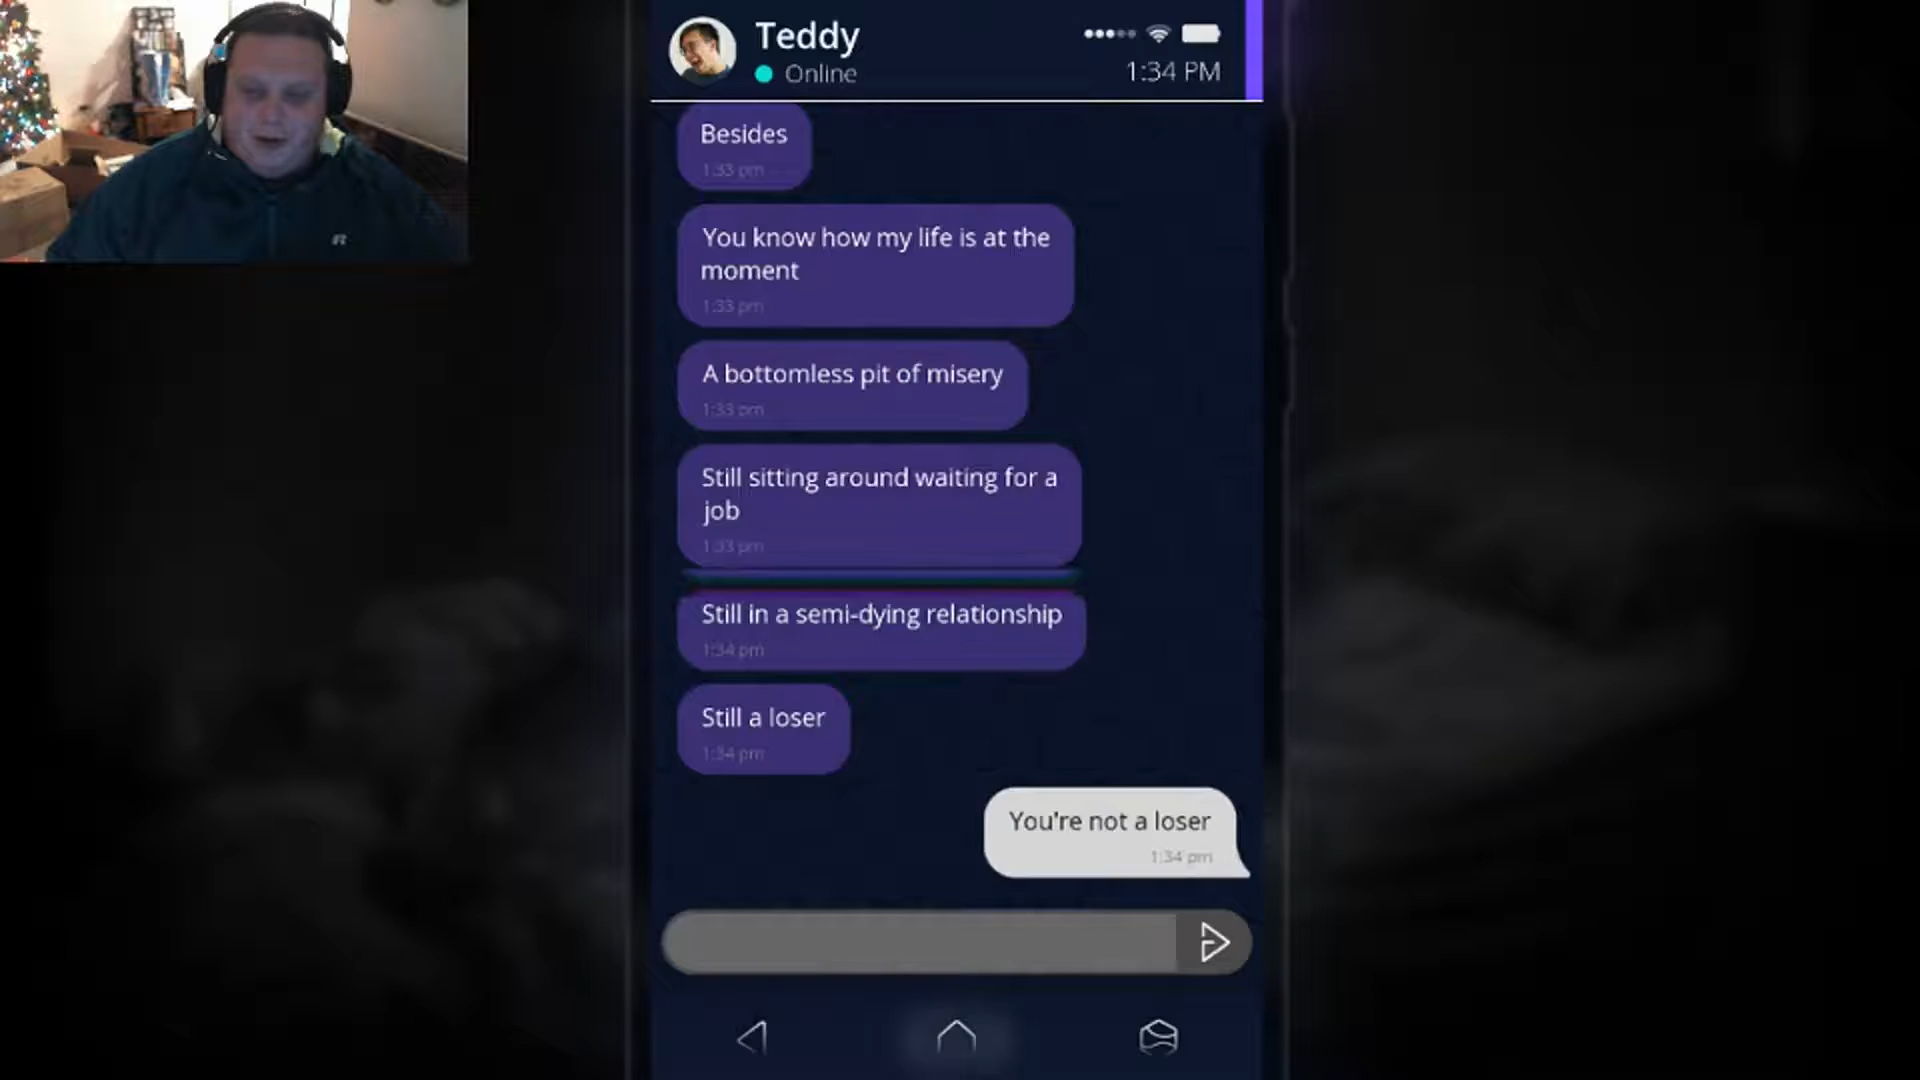 Teddy
Online
1:34 PM
Besides
1:33 pm
You know how my life is at the
moment
1:33 pm
A bottomless pit of misery
1:33 pm
Still sitting around waiting for a
job
1:33 pm
Still in a semi-dying relationship
1:34 pm
Still a loser
1:34 pm
You're not a loser
1:34 pm